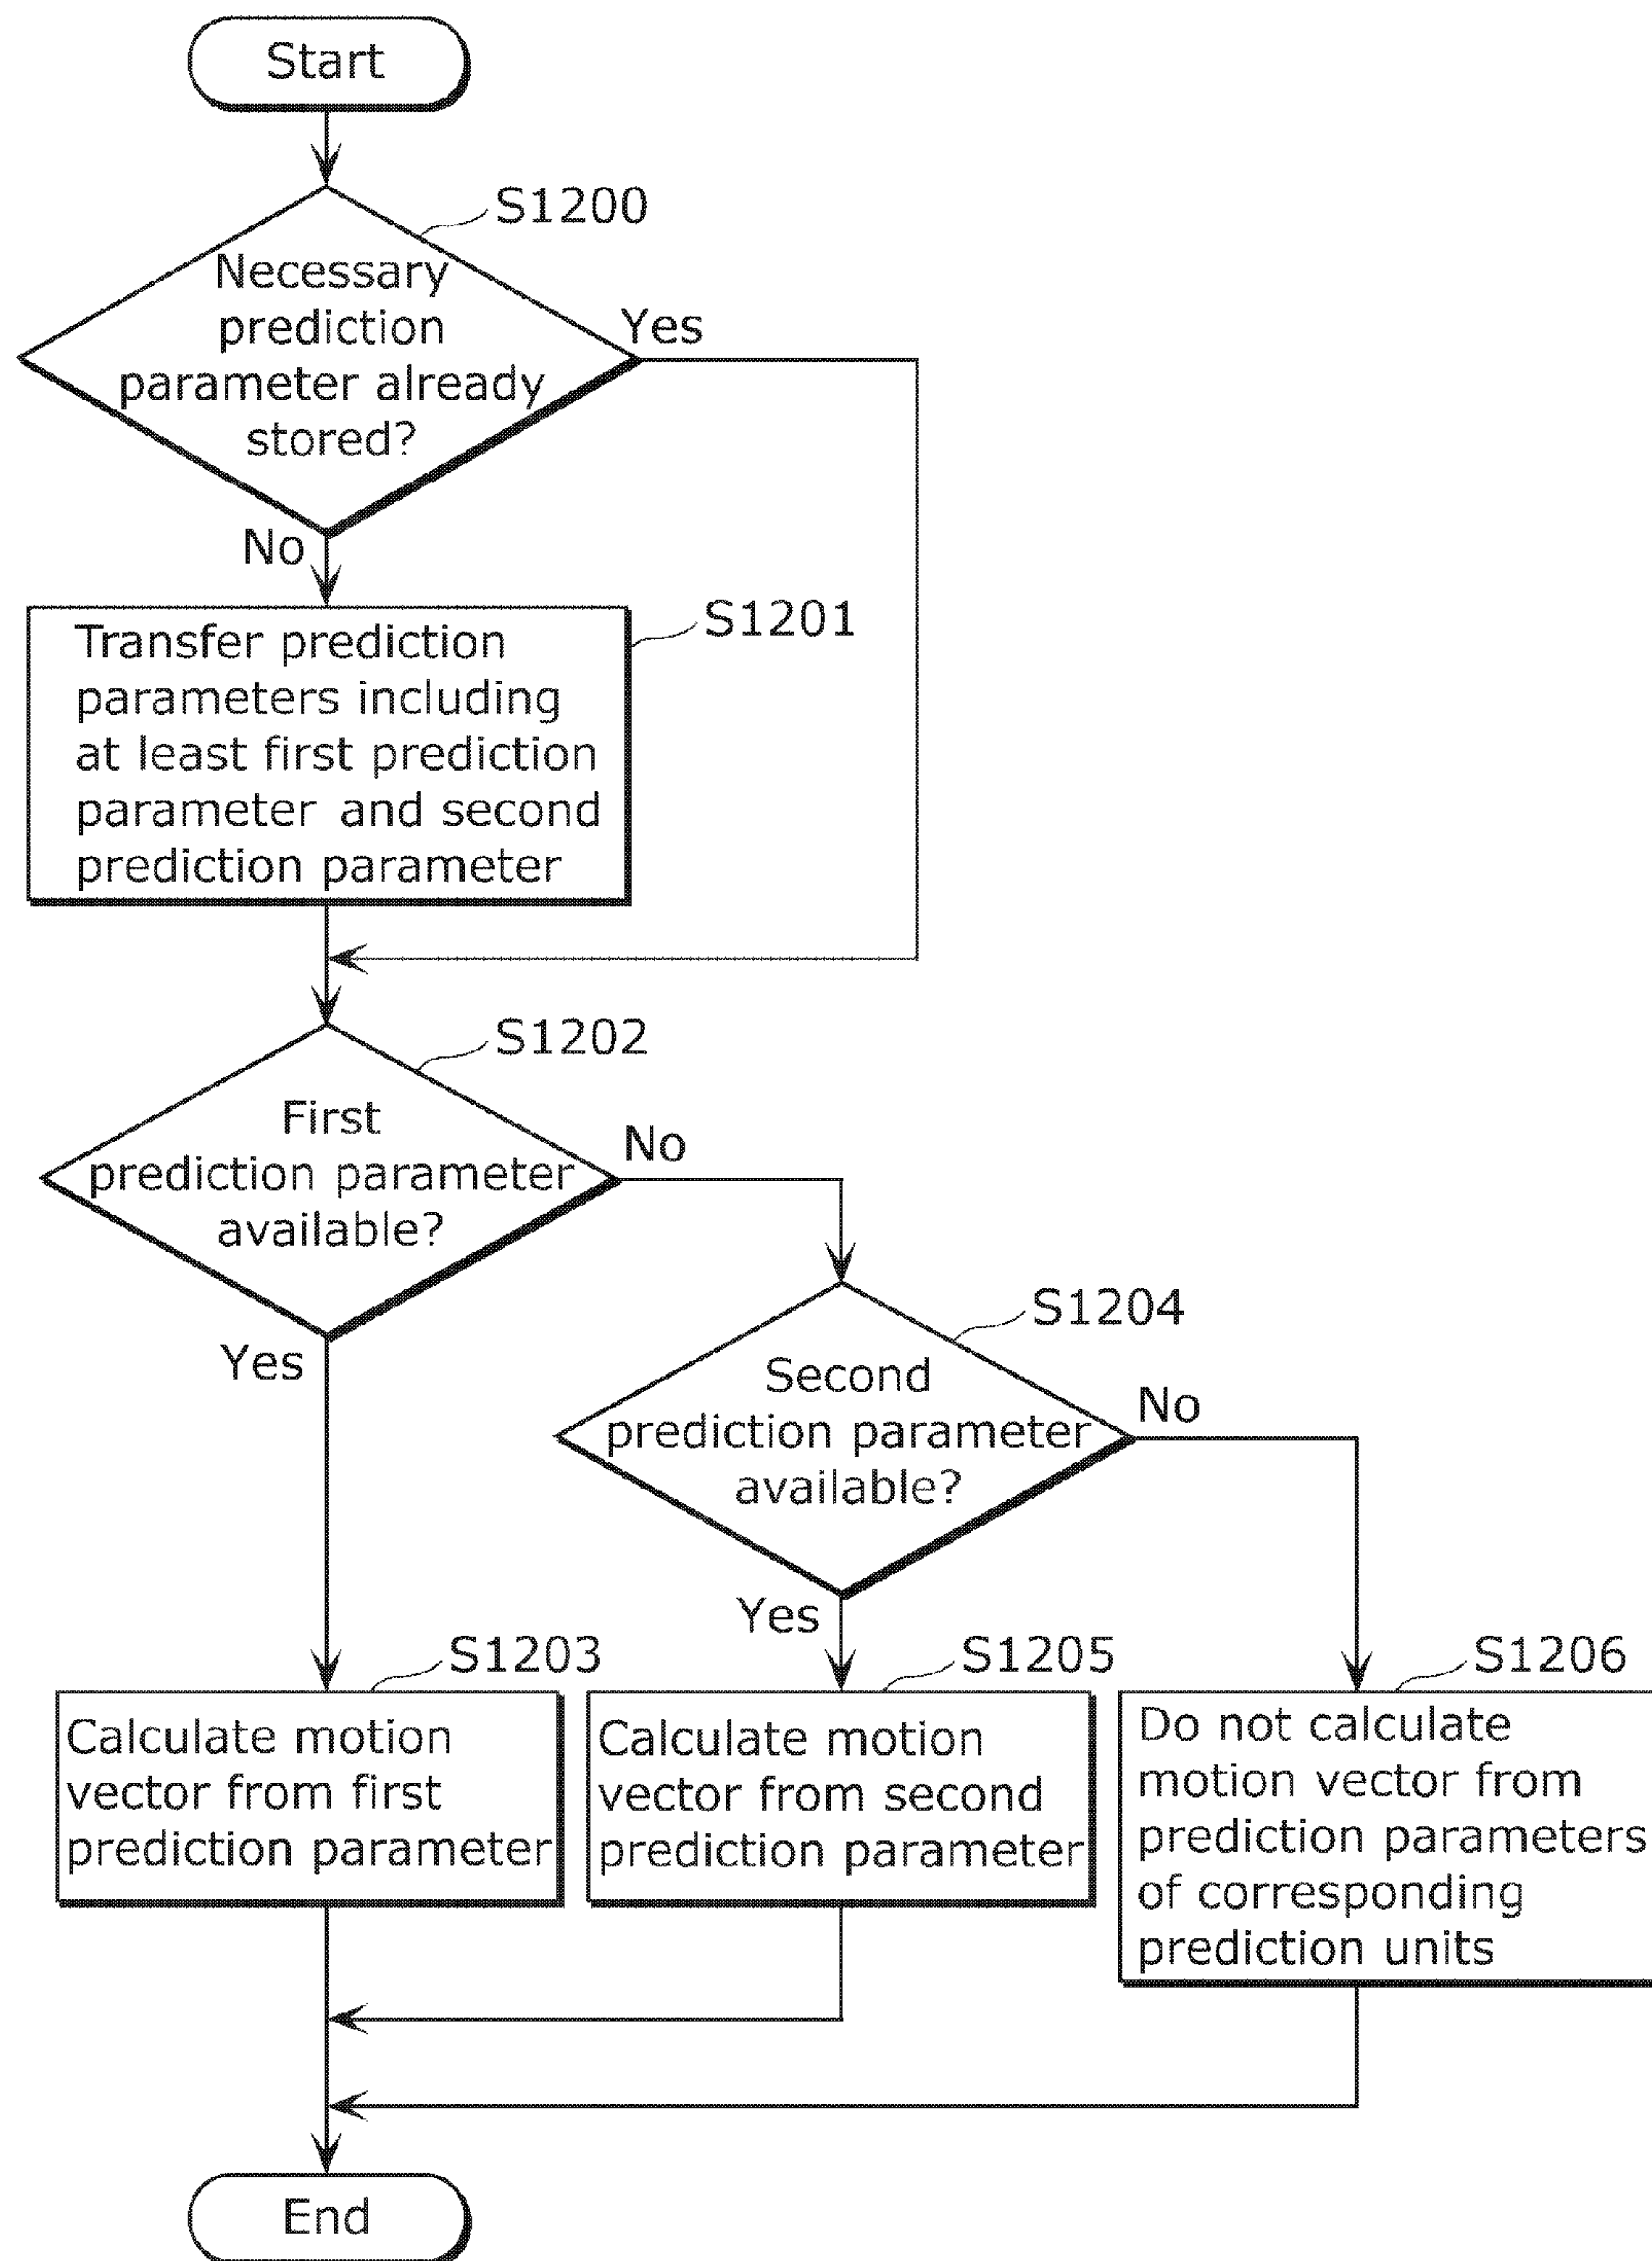 Start
S1200
Necessary
prediction
parameter already
stored?
Yes
No
S1201
Transfer prediction
parameters including
at least first prediction
parameter and second
prediction parameter
S1202
First
prediction parameter
available?
No
Yes
S1204
Second
prediction parameter
available?
No
Yes
S1203
Calculate motion
vector from first
prediction parameter
S1205
Calculate motion
vector from second
prediction parameter
S1206
Do not calculate
motion vector from
prediction parameters
of corresponding
prediction units
End